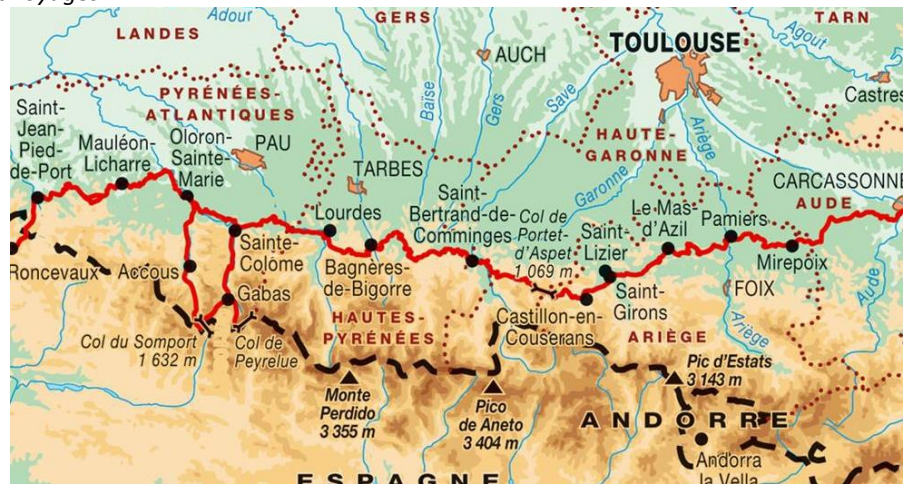 Adour
GERS
TARN
LANDES
Agout
TOULOUSE
AUCH
Castres
PYRÉNÉES-
ATLANTIQUES
Baïse
Gers
Save
HAUTE-
GARONNE
Ariège
Saint-
Jean-
Pied-
de-Port
Mauléon-
Licharre
Oloron-
Sainte-
Marie
PAU
TARBES
Garonne
CARCASSONNE
AUDE
Lourdes
Saint-
Bertrand-de-
Comminges
Col de
Portet-
d'Aspet
1 069 m
Saint-
Lizier
Le Mas-
d'Azil
Pamiers
Mirepoix
Roncevaux
Accous
Sainte-
Colome
Gabas
Bagnères-
de-Bigorre
Saint-
Girons
FOIX
Aude
Castillon-en-
Couserans
HAUTES-
PYRÉNÉES
ARIÈGE
Ariège
Col du Somport
1 632 m
Col de
Peyrelue
Pic d'Estats
3 143 m
Monte
Perdido
3 355 m
Pico
de Aneto
3 404 m
ANDORRE
Andorra
la Vella
ESPAGNE